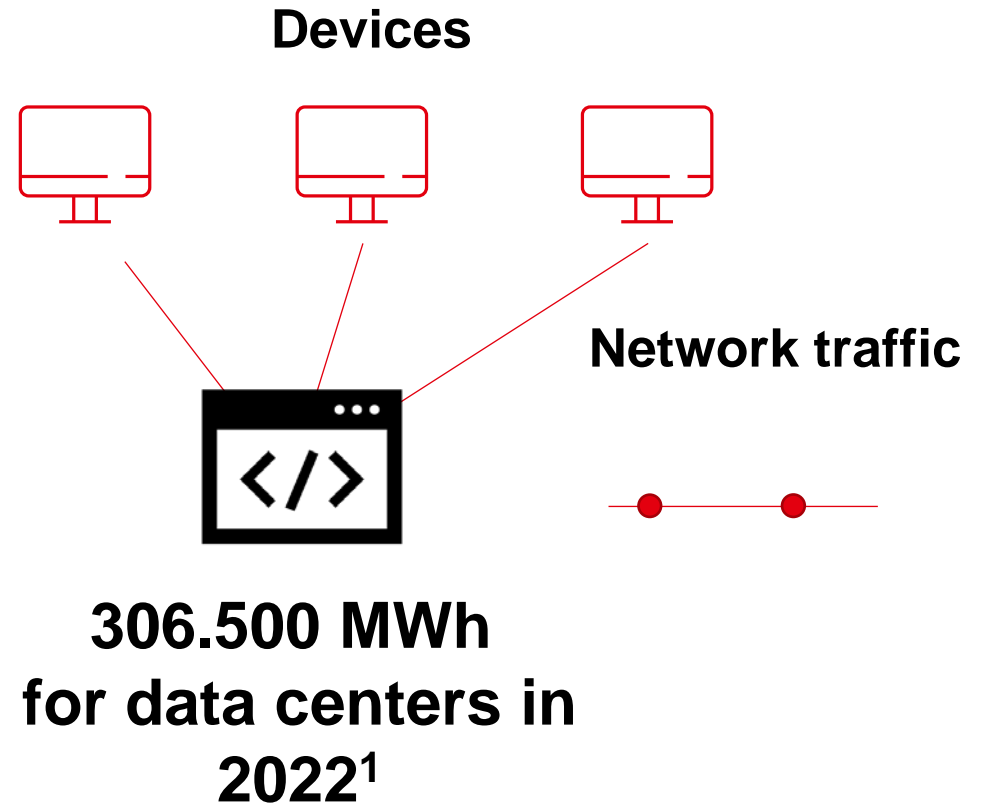 Devices
Network traffic
</>
306.500 MWh
for data centers in
2022¹